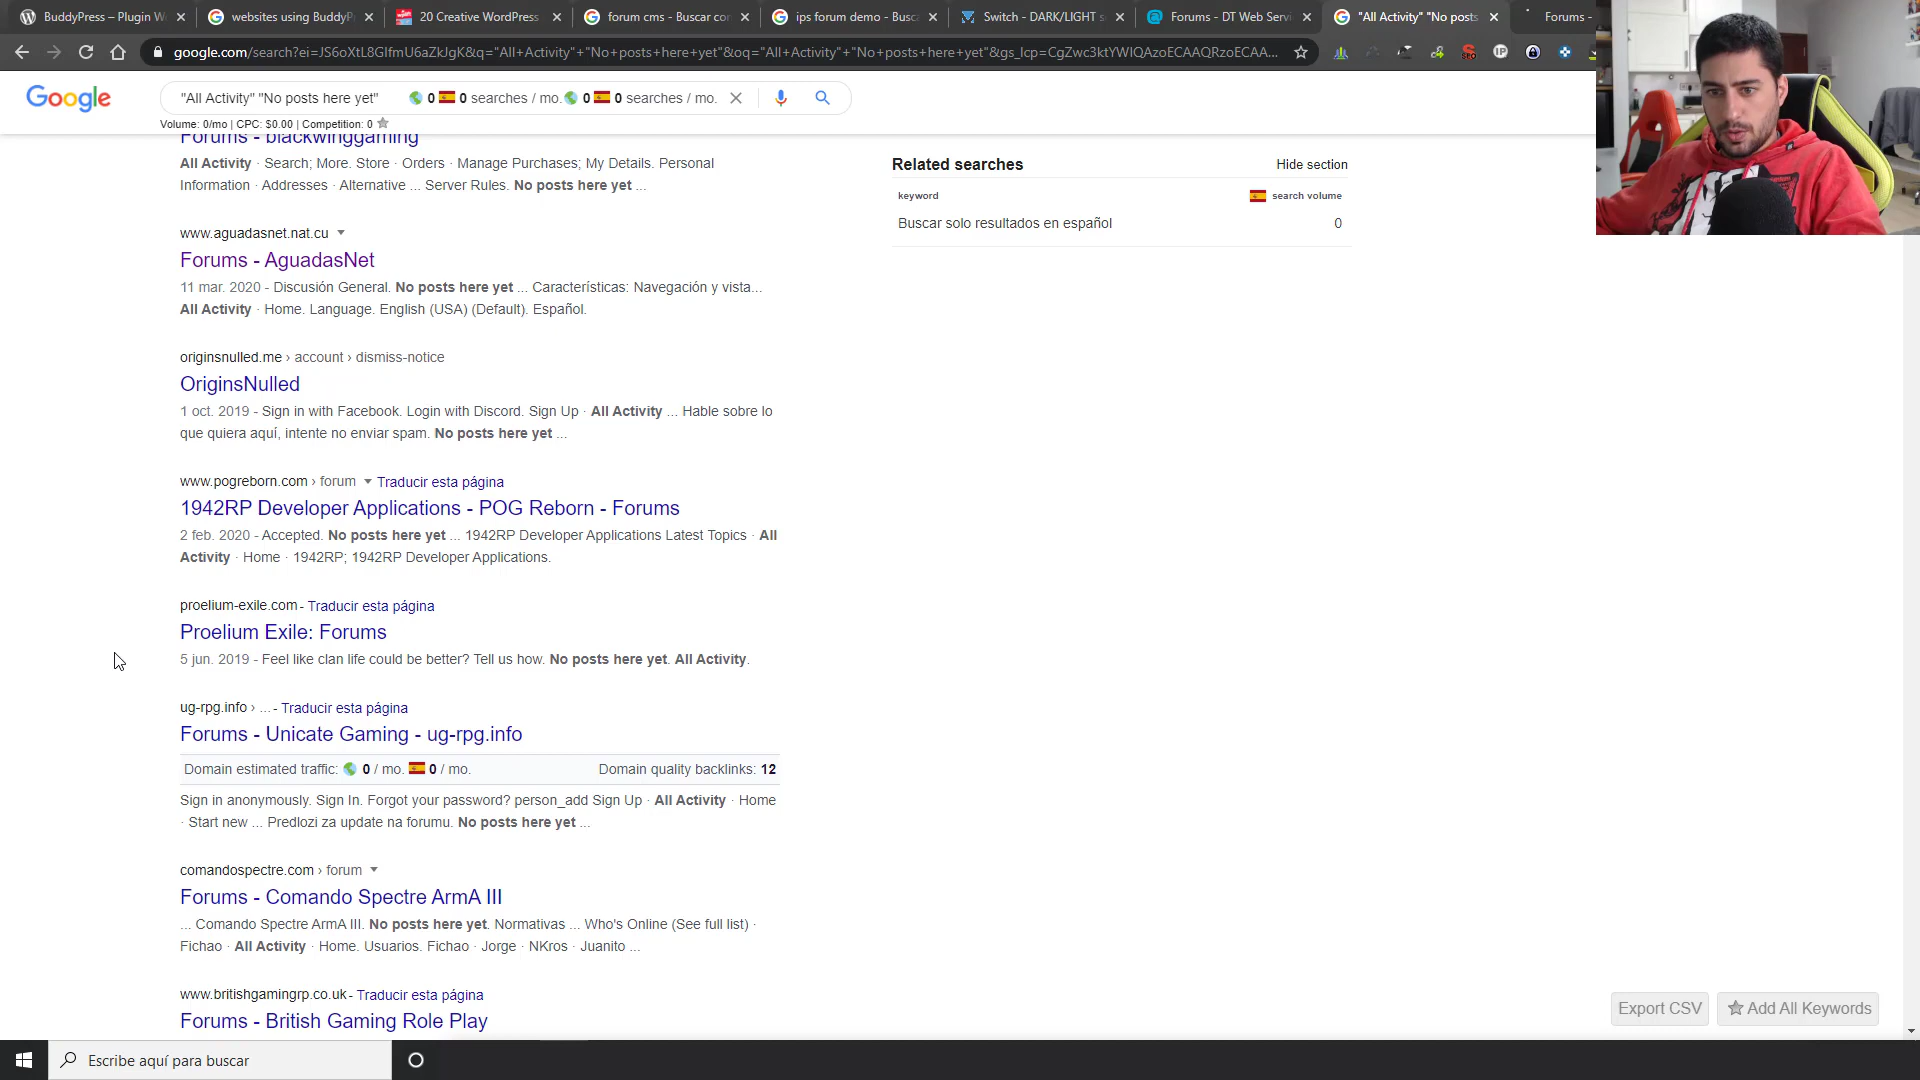 BuddyPress – Plugin W
websites using BuddyP
20 Creative WordPress
forum cms - Buscar con
ips forum demo - Busc
Switch - DARK/LIGHT s
Forums - DT Web Servi
"All Activity" "No posts
Forums -
google.com/search?ei=JS6oXtL8GIfmU6aZkJgK&q="All+Activity"+"No+posts+here+yet"&oq="All+Activity"+"No+posts+here+yet"&gs_lcp=CgZwc3ktYWIQAzoECAAQRzoECAA...
Google
"All Activity" "No posts here yet"
0 0 searches / mo. 0 0 searches / mo.
Volume: 0/mo | CPC: $0.00 | Competition: 0
Forums - blackwinggaming
All Activity · Search; More. Store · Orders · Manage Purchases; My Details. Personal
Information · Addresses · Alternative ... Server Rules. No posts here yet ...
www.aguadasnet.nat.cu
Forums - AguadasNet
11 mar. 2020 - Discusión General. No posts here yet ... Características: Navegación y vista...
All Activity · Home. Language. English (USA) (Default). Español.
originsnulled.me › account › dismiss-notice
OriginsNulled
1 oct. 2019 - Sign in with Facebook. Login with Discord. Sign Up · All Activity ... Hable sobre lo
que quiera aquí, intente no enviar spam. No posts here yet ...
www.pogreborn.com › forum Traducir esta página
1942RP Developer Applications - POG Reborn - Forums
2 feb. 2020 - Accepted. No posts here yet ... 1942RP Developer Applications Latest Topics · All
Activity · Home · 1942RP; 1942RP Developer Applications.
proelium-exile.com - Traducir esta página
Proelium Exile: Forums
5 jun. 2019 - Feel like clan life could be better? Tell us how. No posts here yet. All Activity.
ug-rpg.info › ... - Traducir esta página
Forums - Unicate Gaming - ug-rpg.info
Domain estimated traffic: 0 / mo. 0 / mo. Domain quality backlinks: 12
Sign in anonymously. Sign In. Forgot your password? person_add Sign Up · All Activity · Home
· Start new ... Predlozi za update na forumu. No posts here yet ...
comandospectre.com › forum
Forums - Comando Spectre ArmA III
... Comando Spectre ArmA III. No posts here yet. Normativas ... Who's Online (See full list) ·
Fichao · All Activity · Home. Usuarios. Fichao · Jorge · NKros · Juanito ...
www.britishgamingrp.co.uk - Traducir esta página
Forums - British Gaming Role Play
Related searches
Hide section
keyword
search volume
Buscar solo resultados en español
0
Export CSV
Add All Keywords
Escribe aquí para buscar